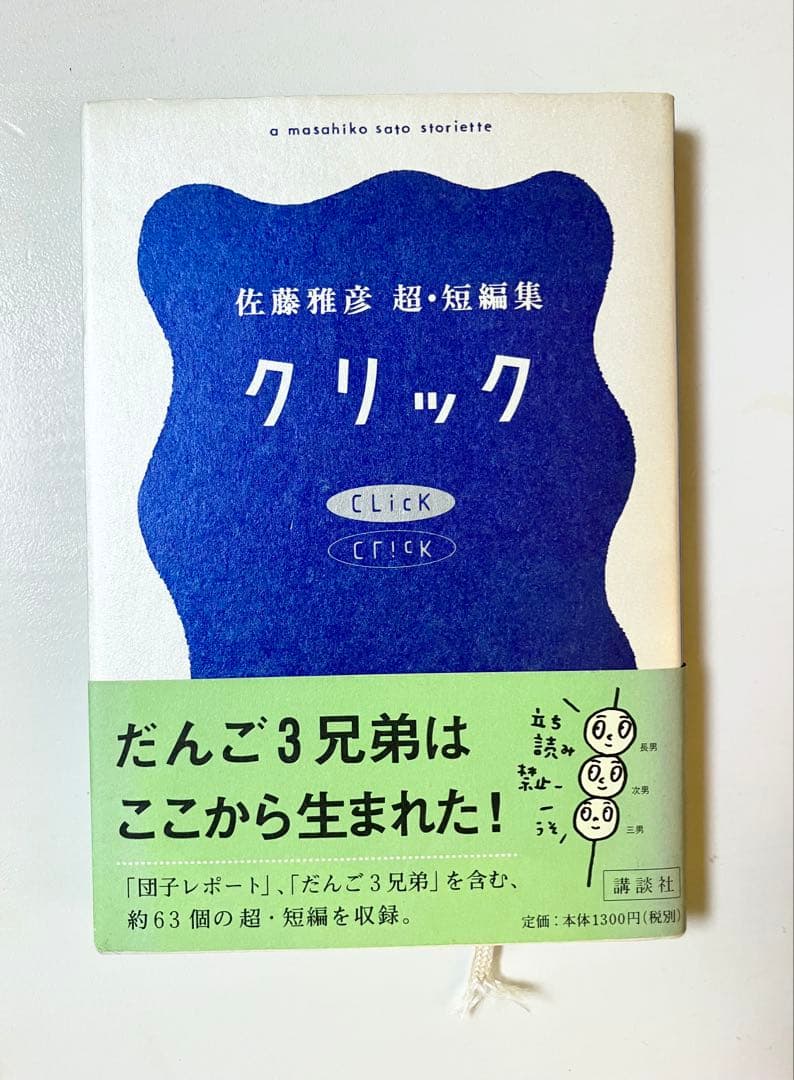 a masahiko sato storiette
佐藤雅彦 超・短編集
クリック
CLicK
CLicK
だんご3兄弟は
ここから生まれた!
立ち
読み
禁止ー
ーうそ
長男
次男
三男
「団子レポート」、「だんご3兄弟」を含む、
約63個の超・短編を収録。
講談社
定価:本体1300円(税別)